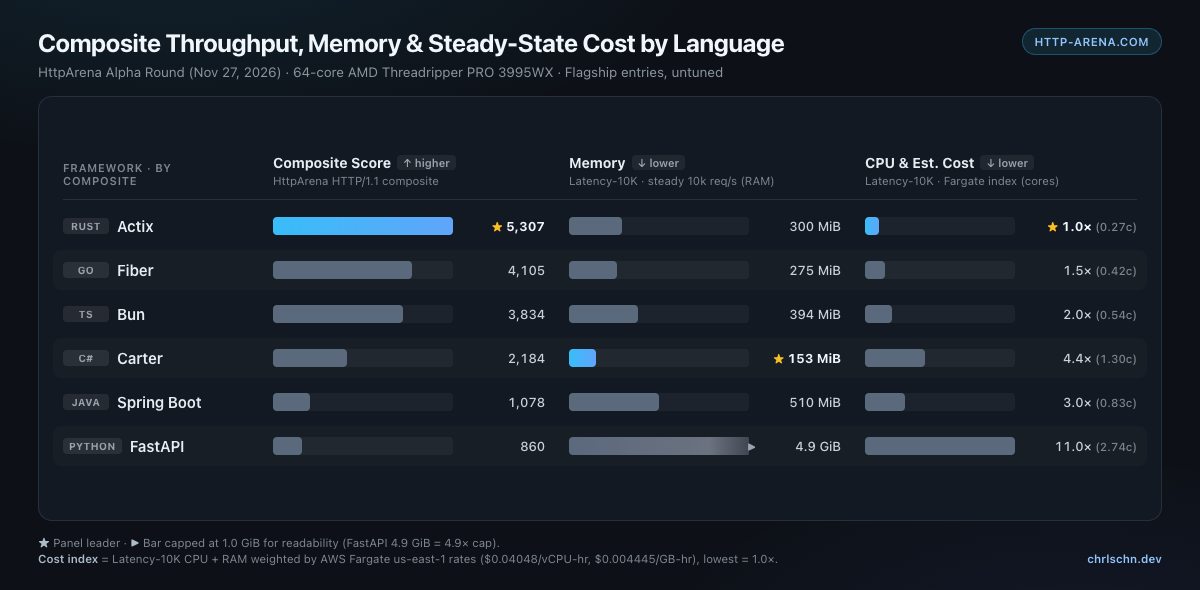 Composite Throughput, Memory & Steady-State Cost by Language
HTTP-ARENA.COM
HttpArena Alpha Round (Nov 27, 2026) · 64-core AMD Threadripper PRO 3995WX · Flagship entries, untuned
FRAMEWORK · BY
COMPOSITE
Composite Score ↑ higher
HttpArena HTTP/1.1 composite
Memory ↓ lower
Latency-10K · steady 10k req/s (RAM)
CPU & Est. Cost ↓ lower
Latency-10K · Fargate index (cores)
RUST Actix ★ 5,307 300 MiB ★ 1.0× (0.27c)
GO Fiber 4,105 275 MiB 1.5× (0.42c)
TS Bun 3,834 394 MiB 2.0× (0.54c)
C# Carter 2,184 ★ 153 MiB 4.4× (1.30c)
JAVA Spring Boot 1,078 510 MiB 3.0× (0.83c)
PYTHON FastAPI 860 4.9 GiB 11.0× (2.74c)
★ Panel leader · ▶ Bar capped at 1.0 GiB for readability (FastAPI 4.9 GiB = 4.9× cap).
Cost index = Latency-10K CPU + RAM weighted by AWS Fargate us-east-1 rates ($0.04048/vCPU-hr, $0.004445/GB-hr), lowest = 1.0×.
chrlschn.dev